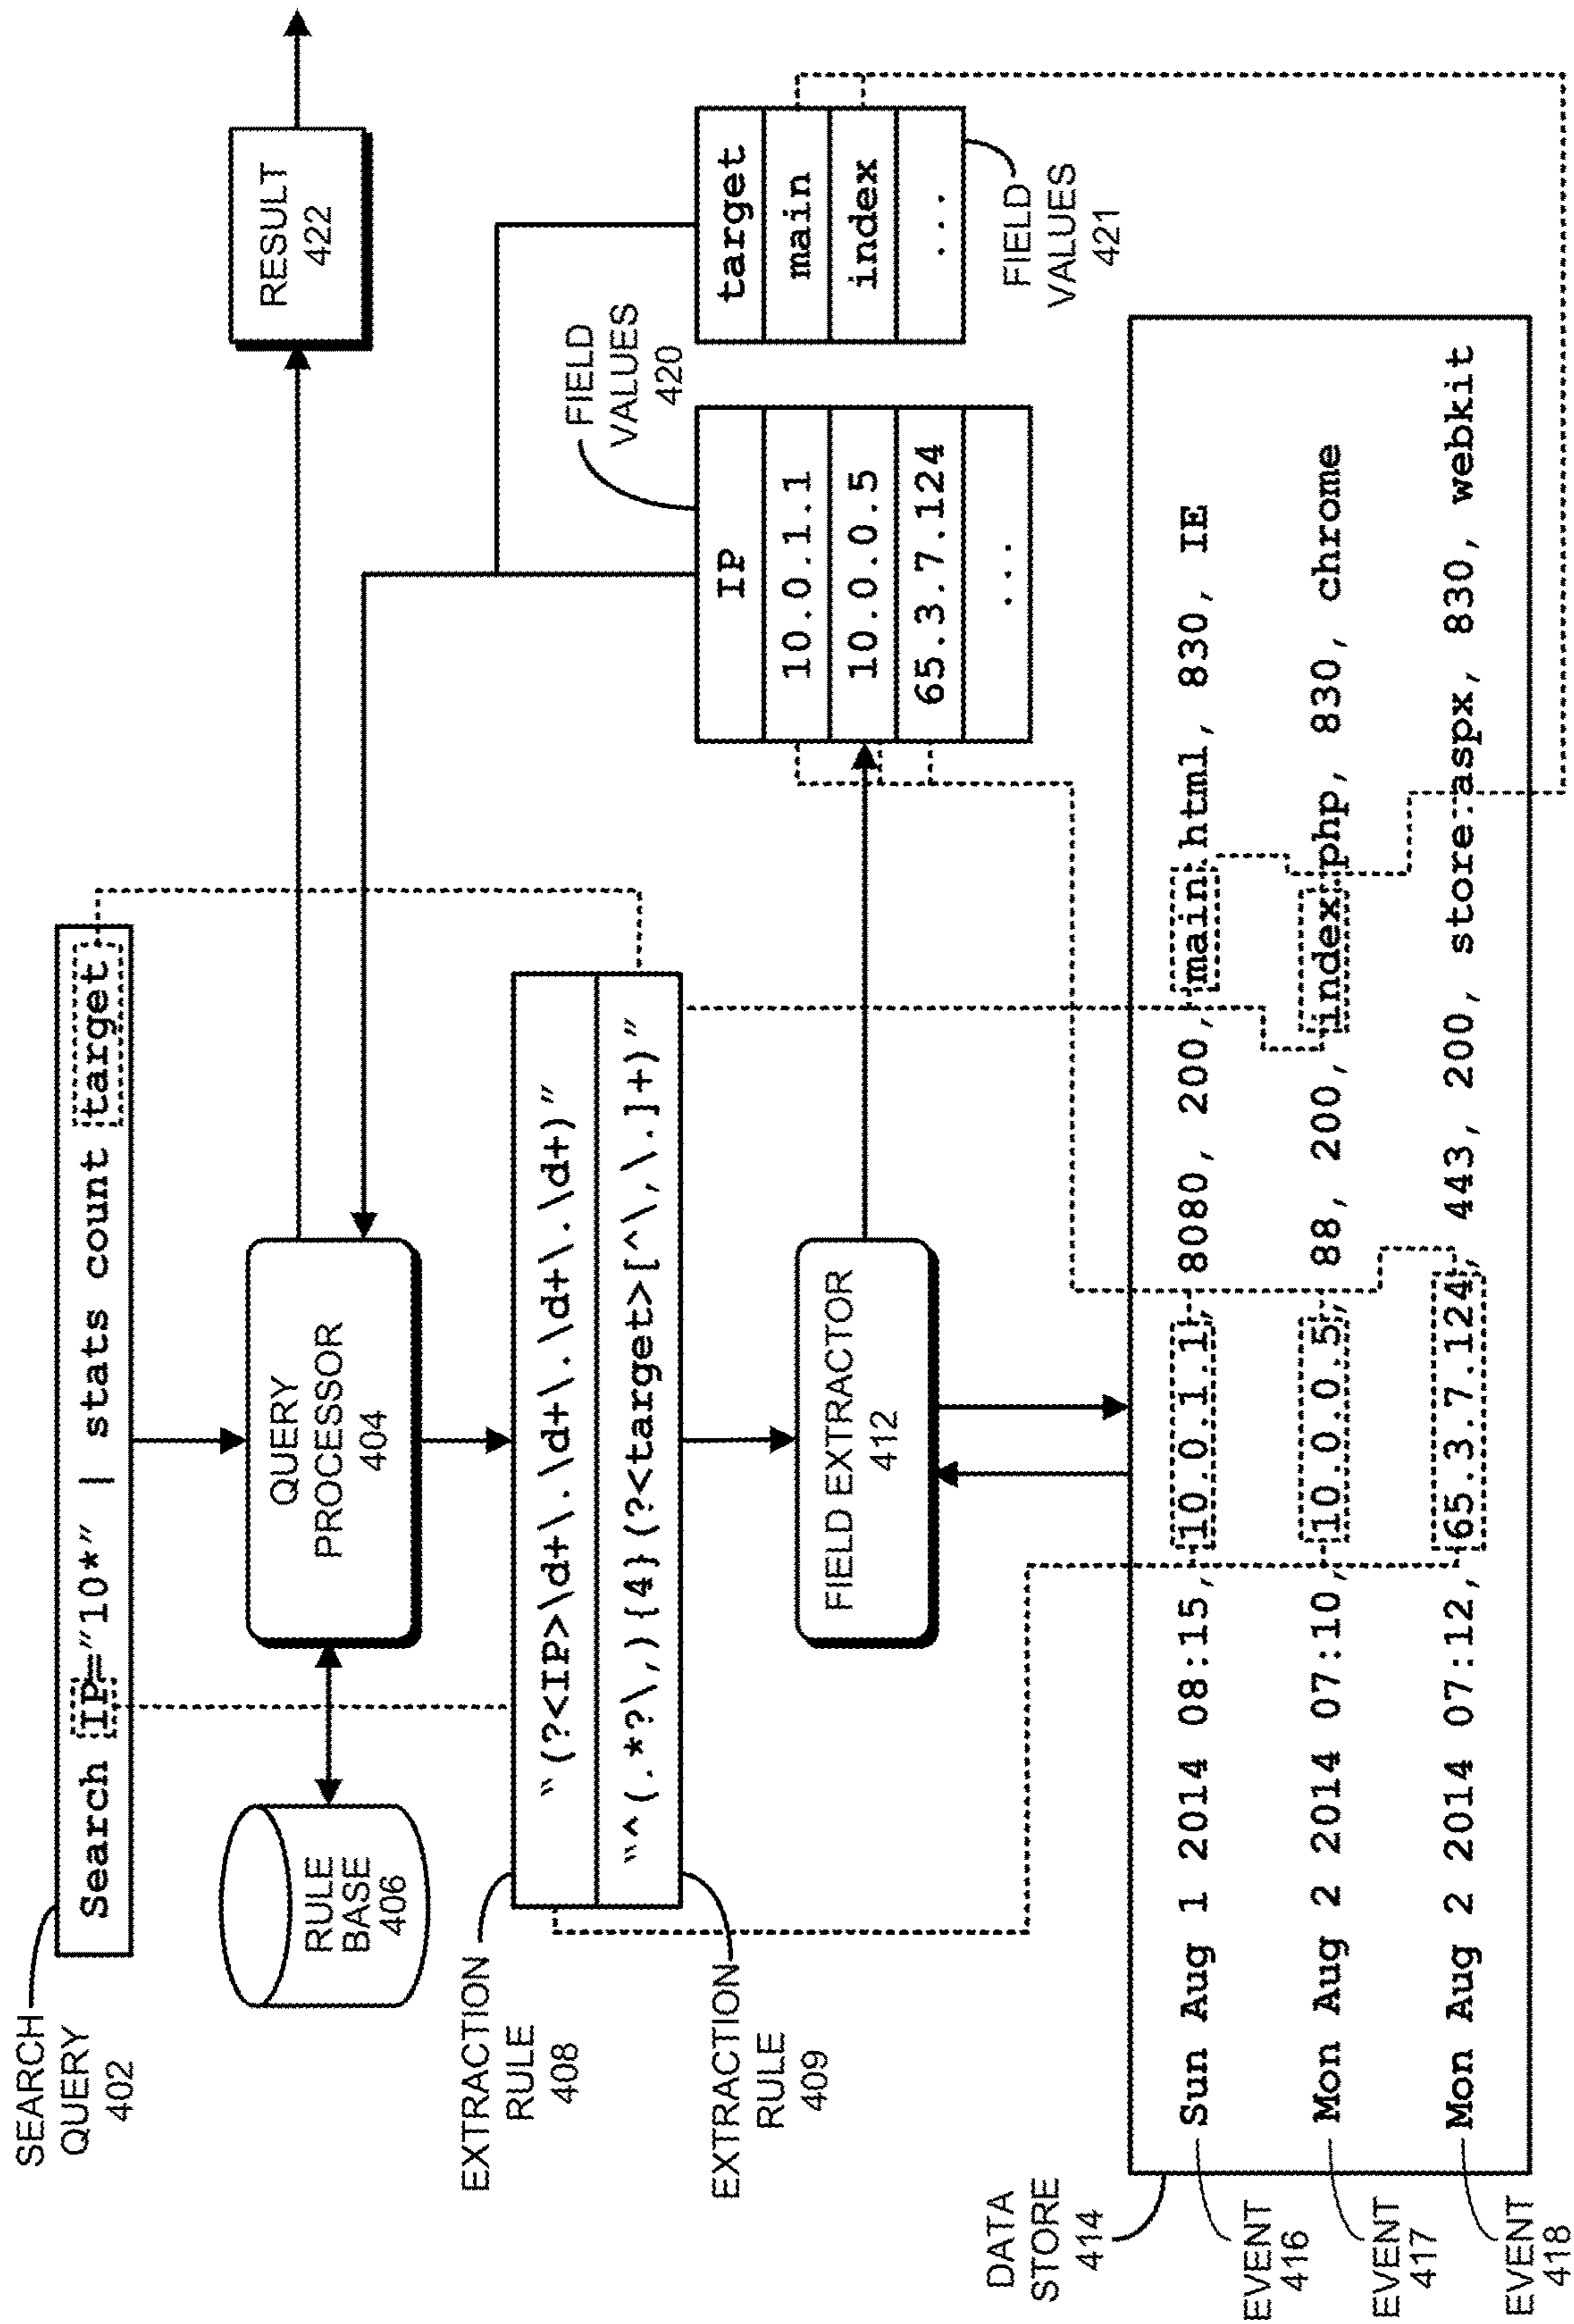 SEARCH
QUERY
402
Search IP="10*" | stats count target
RULE
BASE
406
QUERY
PROCESSOR
404
RESULT
422
EXTRACTION
RULE
408
"(?<IP>\d+\.\d+\.\d+\.\d+)"
"^(.*?\,){4}(?<target>[^\,\.]+)"
EXTRACTION
RULE
409
FIELD EXTRACTOR
412
FIELD
VALUES
420
IP
10.0.1.1
10.0.0.5
65.3.7.124
...
target
main
index
...
FIELD
VALUES
421
DATA
STORE
414
EVENT
416
Sun Aug 1 2014 08:15, 10.0.1.1, 8080, 200, main.html, 830, IE
EVENT
417
Mon Aug 2 2014 07:10, 10.0.0.5, 88, 200, index.php, 830, chrome
EVENT
418
Mon Aug 2 2014 07:12, 65.3.7.124, 443, 200, store.aspx, 830, webkit